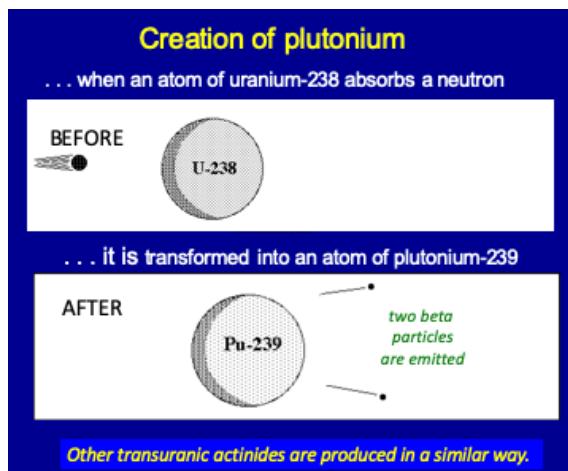 Creation of plutonium
. . . when an atom of uranium-238 absorbs a neutron
BEFORE
U-238
. . . it is transformed into an atom of plutonium-239
AFTER
Pu-239
two beta
particles
are emitted
Other transuranic actinides are produced in a similar way.